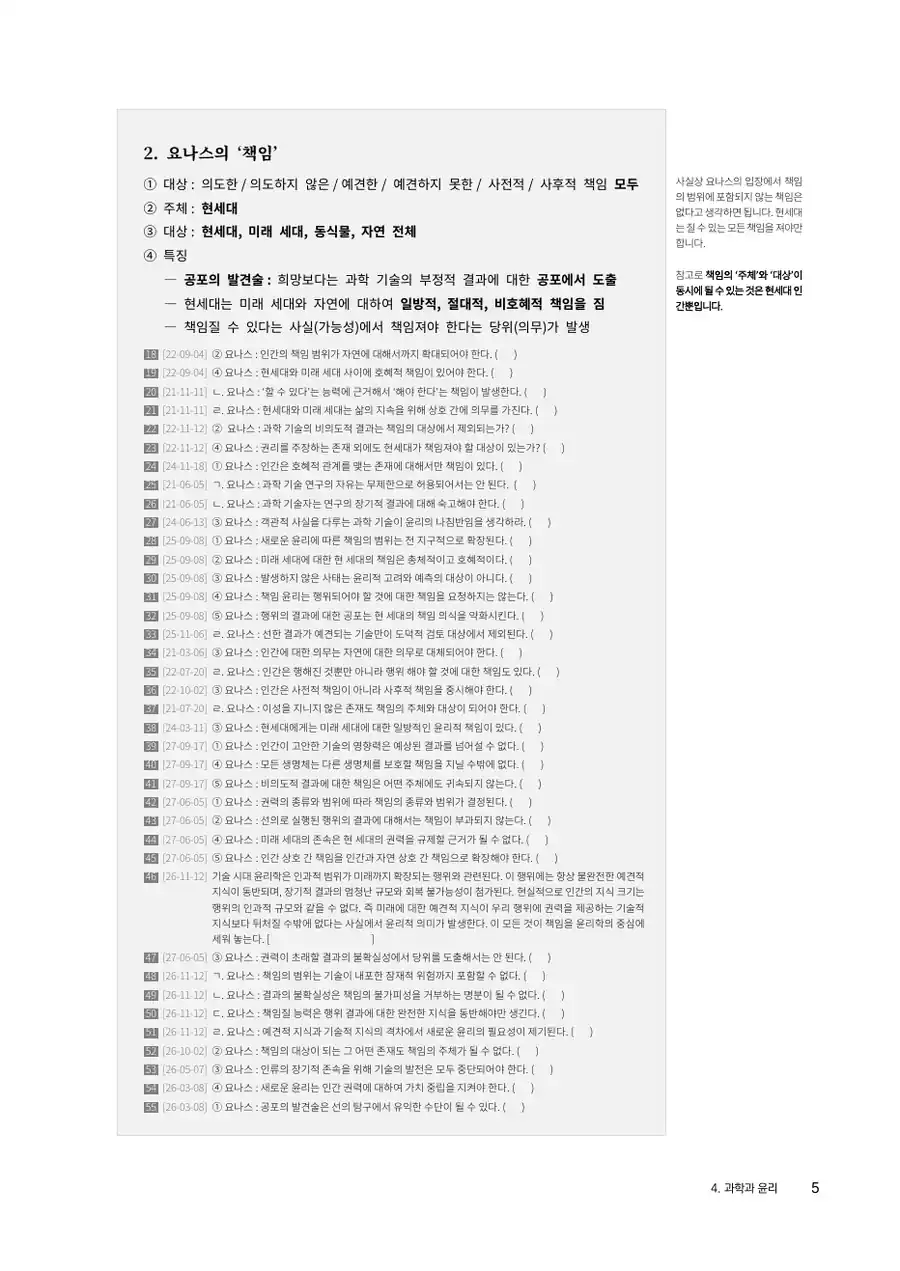 2. 요나스의 ‘책임’
① 대상 : 의도한 / 의도하지 않은 / 예견한 / 예견하지 못한 / 사전적 / 사후적 책임 모두
② 주체 : 현세대
③ 대상 : 현세대, 미래 세대, 동식물, 자연 전체
④ 특징
― 공포의 발견술 : 희망보다는 과학 기술의 부정적 결과에 대한 공포에서 도출
― 현세대는 미래 세대와 자연에 대하여 일방적, 절대적, 비호혜적 책임을 짐
― 책임질 수 있다는 사실(가능성)에서 책임져야 한다는 당위(의무)가 발생
사실상 요나스의 입장에서 책임
의 범위에 포함되지 않는 책임은
없다고 생각하면 됩니다. 현세대
는 질 수 있는 모든 책임을 져야만
합니다.
참고로 책임의 ‘주체’와 ‘대상’이
동시에 될 수 있는 것은 현세대 인
간뿐입니다.
18 [22-09-04] ② 요나스 : 인간의 책임 범위가 자연에 대해서까지 확대되어야 한다. ( )
19 [22-09-04] ④ 요나스 : 현세대와 미래 세대 사이에 호혜적 책임이 있어야 한다. ( )
20 [21-11-11] ㄴ. 요나스 : ‘할 수 있다’는 능력에 근거해서 ‘해야 한다’는 책임이 발생한다. ( )
21 [21-11-11] ㄹ. 요나스 : 현세대와 미래 세대는 삶의 지속을 위해 상호 간에 의무를 가진다. ( )
22 [22-11-12] ② 요나스 : 과학 기술의 비의도적 결과는 책임의 대상에서 제외되는가? ( )
23 [22-11-12] ④ 요나스 : 권리를 주장하는 존재 외에도 현세대가 책임져야 할 대상이 있는가? ( )
24 [24-11-18] ① 요나스 : 인간은 호혜적 관계를 맺는 존재에 대해서만 책임이 있다. ( )
25 [21-06-05] ㄱ. 요나스 : 과학 기술 연구의 자유는 무제한으로 허용되어서는 안 된다. ( )
26 [21-06-05] ㄴ. 요나스 : 과학 기술자는 연구의 장기적 결과에 대해 숙고해야 한다. ( )
27 [24-06-13] ③ 요나스 : 객관적 사실을 다루는 과학 기술이 윤리의 나침반임을 생각하라. ( )
28 [25-09-08] ① 요나스 : 새로운 윤리에 따른 책임의 범위는 전 지구적으로 확장된다. ( )
29 [25-09-08] ② 요나스 : 미래 세대에 대한 현 세대의 책임은 총체적이고 호혜적이다. ( )
30 [25-09-08] ③ 요나스 : 발생하지 않은 사태는 윤리적 고려와 예측의 대상이 아니다. ( )
31 [25-09-08] ④ 요나스 : 책임 윤리는 행위되어야 할 것에 대한 책임을 요청하지는 않는다. ( )
32 [25-09-08] ⑤ 요나스 : 행위의 결과에 대한 공포는 현 세대의 책임 의식을 약화시킨다. ( )
33 [25-11-06] ㄹ. 요나스 : 선한 결과가 예견되는 기술만이 도덕적 검토 대상에서 제외된다. ( )
34 [21-03-06] ③ 요나스 : 인간에 대한 의무는 자연에 대한 의무로 대체되어야 한다. ( )
35 [22-07-20] ㄹ. 요나스 : 인간은 행해진 것뿐만 아니라 행위 해야 할 것에 대한 책임도 있다. ( )
36 [22-10-02] ③ 요나스 : 인간은 사전적 책임이 아니라 사후적 책임을 중시해야 한다. ( )
37 [21-07-20] ㄹ. 요나스 : 이성을 지니지 않은 존재도 책임의 주체와 대상이 되어야 한다. ( )
38 [24-03-11] ③ 요나스 : 현세대에게는 미래 세대에 대한 일방적인 윤리적 책임이 있다. ( )
39 [27-09-17] ① 요나스 : 인간이 고안한 기술의 영향력은 예상된 결과를 넘어설 수 없다. ( )
40 [27-09-17] ④ 요나스 : 모든 생명체는 다른 생명체를 보호할 책임을 지닐 수밖에 없다. ( )
41 [27-09-17] ⑤ 요나스 : 비의도적 결과에 대한 책임은 어떤 주체에도 귀속되지 않는다. ( )
42 [27-06-05] ① 요나스 : 권력의 종류와 범위에 따라 책임의 종류와 범위가 결정된다. ( )
43 [27-06-05] ② 요나스 : 선의로 실행된 행위의 결과에 대해서는 책임이 부과되지 않는다. ( )
44 [27-06-05] ④ 요나스 : 미래 세대의 존속은 현 세대의 권력을 규제할 근거가 될 수 없다. ( )
45 [27-06-05] ⑤ 요나스 : 인간 상호 간 책임을 인간과 자연 상호 간 책임으로 확장해야 한다. ( )
46 [26-11-12] 기술 시대 윤리학은 인과적 범위가 미래까지 확장되는 행위와 관련된다. 이 행위에는 항상 불완전한 예견적
지식이 동반되며, 장기적 결과의 엄청난 규모와 회복 불가능성이 첨가된다. 현실적으로 인간의 지식 크기는
행위의 인과적 규모와 같을 수 없다. 즉 미래에 대한 예견적 지식이 우리 행위에 권력을 제공하는 기술적
지식보다 뒤처질 수밖에 없다는 사실에서 윤리적 의미가 발생한다. 이 모든 것이 책임을 윤리학의 중심에
세워 놓는다. [ ]
47 [27-06-05] ③ 요나스 : 권력이 초래할 결과의 불확실성에서 당위를 도출해서는 안 된다. ( )
48 [26-11-12] ㄱ. 요나스 : 책임의 범위는 기술이 내포한 잠재적 위험까지 포함할 수 없다. ( )
49 [26-11-12] ㄴ. 요나스 : 결과의 불확실성은 책임의 불가피성을 거부하는 명분이 될 수 없다. ( )
50 [26-11-12] ㄷ. 요나스 : 책임질 능력은 행위 결과에 대한 완전한 지식을 동반해야만 생긴다. ( )
51 [26-11-12] ㄹ. 요나스 : 예견적 지식과 기술적 지식의 격차에서 새로운 윤리의 필요성이 제기된다. ( )
52 [26-10-02] ② 요나스 : 책임의 대상이 되는 그 어떤 존재도 책임의 주체가 될 수 없다. ( )
53 [26-05-07] ③ 요나스 : 인류의 장기적 존속을 위해 기술의 발전은 모두 중단되어야 한다. ( )
54 [26-03-08] ④ 요나스 : 새로운 윤리는 인간 권력에 대하여 가치 중립을 지켜야 한다. ( )
55 [26-03-08] ① 요나스 : 공포의 발견술은 선의 탐구에서 유익한 수단이 될 수 있다. ( )
4. 과학과 윤리 5